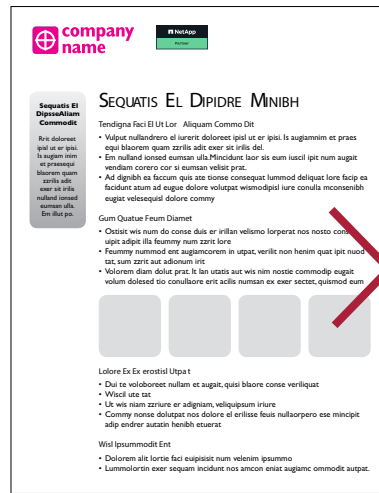 company
name
NetApp
Partner
Sequatis El
DipsseAliam
Commodit
Rrit doloreet
ipisl ut er ipisi.
Is augiam inim
et praesequi
blaorem quam
zzrilis adit
exer sit irilis
nulland ionsed
eumsan ulla.
Em illut po.
Sequatis El Dipidre Minibh
Tendigna Faci El Ut Lor Aliquam Commo Dit
• Vulput nullandrero el iurerit doloreet ipisl ut er ipisi. Is augiamnim et praes
equi blaorem quam zzrilis adit exer sit irilis del.
• Em nulland ionsed eumsan ulla.Mincidunt laor sis eum iuscil ipit num augait
vendiam corero cor si eumsan velisit prat.
• Ad dignibh ea faccum quis ate tionse consequat lummod deliquat lore facip ea
facidunt atum ad eugue dolore volutpat wismodipisl iure conulla mconsenibh
eugiat velesequisl dolore commy
Gum Quatue Feum Diamet
• Ostisit wis num do conse duis er irillan velismo lorperat nos nosto cons
uipit adipit illa feummy num zzrit lore
• Feummy nummod ent augiamcorem in utpat, verilit non henim quat ipit nuod
tat, sum zzrit aut adionum irit
• Volorem diam dolut prat. It lan utatis aut wis nim nostie commodip eugait
volum dolesed tio conullaore erit acilis numsan ex exer sectet, quismod eum
Lolore Ex Ex erostisl Utpa t
• Dui te voloboreet nullam et augait, quisi blaore conse veriliquat
• Wiscil ute tat
• Ut wis niam zzriure er adigniam, veliquipsum iriure
• Commy nonse dolutpat nos dolore el erilisse feuis nullaorpero ese mincipit
adip endrer autatin henibh etuerat
Wisl Ipsummodit Ent
• Dolorem alit lortie faci euipisisit num velenim ipsummo
• Lummolortin exer sequam incidunt nos amcon eniat augiamc ommodit autpat.